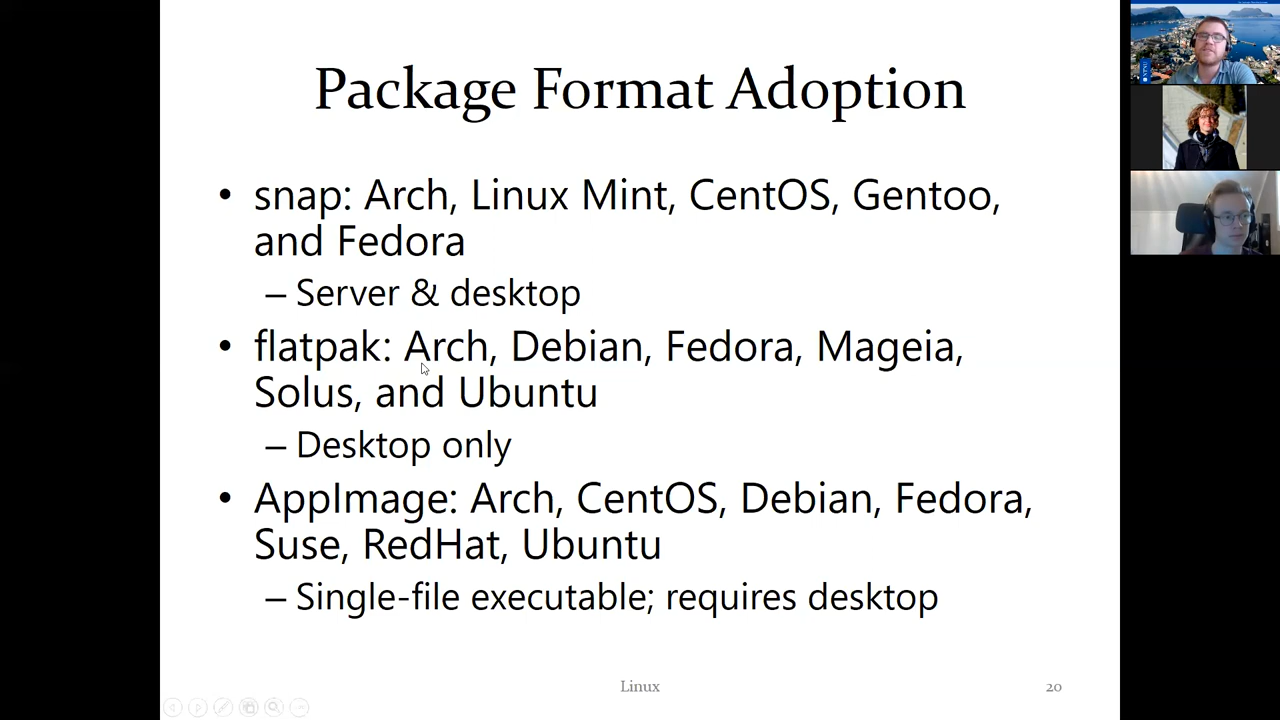 Package Format Adoption
• snap: Arch, Linux Mint, CentOS, Gentoo,
and Fedora
– Server & desktop
• flatpak: Arch, Debian, Fedora, Mageia,
Solus, and Ubuntu
– Desktop only
• AppImage: Arch, CentOS, Debian, Fedora,
Suse, RedHat, Ubuntu
– Single-file executable; requires desktop
Linux
20
NTNU